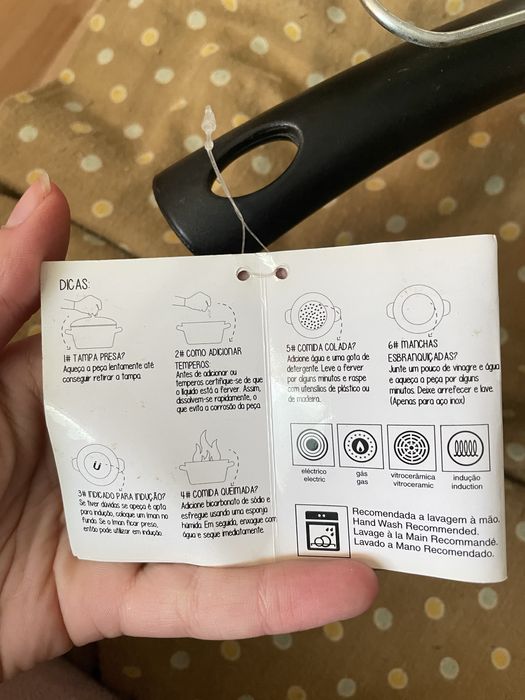 DICAS:
1# TAMPA PRESA?
Aqueça a peça lentamente até
conseguir retirar a tampa.
2# COMO ADICIONAR
TEMPEROS:
Antes de adicionar ou
temperos certifique-se de que
o líquido está a ferver. Assim,
dissolvem-se rapidamente, o
que evita a corrosão da peça.
3# INDICADO PARA INDUÇÃO?
Se tiver dúvidas se apeça é apta
para indução, coloque um íman no
fundo. Se o íman ficar preso,
então pode utilizar em indução.
4# COMIDA QUEIMADA?
Adicione bicarbonato de sódio e
esfregue usando uma esponja
húmida. Em seguida, enxague com
água e seque imediatamente.
5# COMIDA COLADA?
Adicione água e uma gota de
detergente. Leve a ferver
por alguns minutos e raspe
com utensílios de plástico ou
de madeira.
6# MANCHAS
ESBRANQUIÇADAS?
Junte um pouco de vinagre e água
e aqueça a peça por alguns
minutos. Deixe arrefecer e lave.
(Apenas para aço inox)
eléctrico
electric
gás
gas
vitrocerâmica
vitroceramic
indução
induction
Recomendada a lavagem à mão.
Hand Wash Recommended.
Lavage à la Main Recommandé.
Lavado a Mano Recomendado.